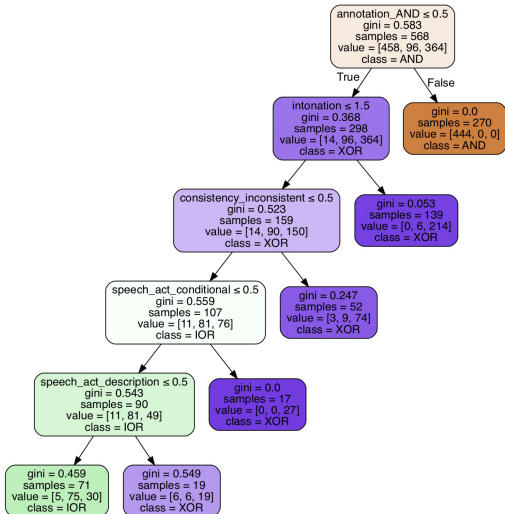 annotation_AND ≤ 0.5
gini = 0.583
samples = 568
value = [458, 96, 364]
class = AND
True
False
intonation ≤ 1.5
gini = 0.368
samples = 298
value = [14, 96, 364]
class = XOR
gini = 0.0
samples = 270
value = [444, 0, 0]
class = AND
consistency_inconsistent ≤ 0.5
gini = 0.523
samples = 159
value = [14, 90, 150]
class = XOR
gini = 0.053
samples = 139
value = [0, 6, 214]
class = XOR
speech_act_conditional ≤ 0.5
gini = 0.559
samples = 107
value = [11, 81, 76]
class = IOR
gini = 0.247
samples = 52
value = [3, 9, 74]
class = XOR
speech_act_description ≤ 0.5
gini = 0.543
samples = 90
value = [11, 81, 49]
class = IOR
gini = 0.0
samples = 17
value = [0, 0, 27]
class = XOR
gini = 0.459
samples = 71
value = [5, 75, 30]
class = IOR
gini = 0.549
samples = 19
value = [6, 6, 19]
class = XOR